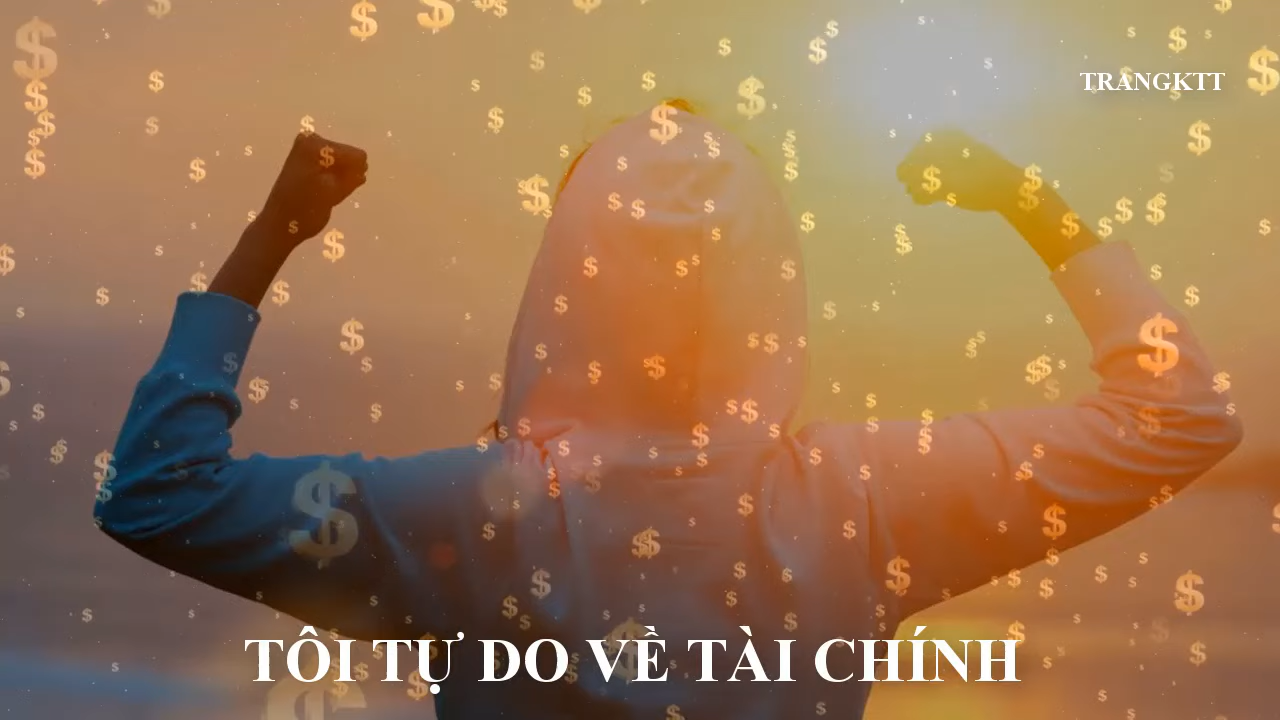 TRANGKTT
TÔI TỰ DO VỀ TÀI CHÍNH